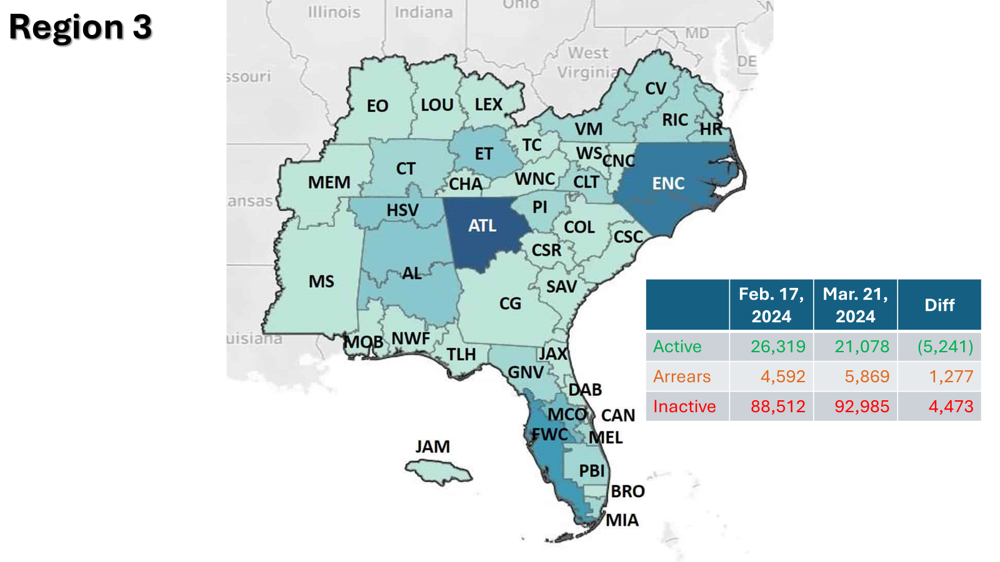 Region 3
Illinois
Indiana
Ohio
MD
West
Virginia
DE
ssouri
CV
EO
LOU
LEX
RIC
VM
HR
TC
ET
WS
CNC
CT
WNC
CLT
MEM
CHA
ENC
ansas
HSV
PI
ATL
COL
CSC
CSR
AL
MS
SAV
CG
uisiana
MOB
NWF
TLH
JAX
GNV
DAB
MCO
CAN
FWC
MEL
JAM
PBI
BRO
MIA
Feb. 17, 2024 Mar. 21, 2024 Diff
Active 26,319 21,078 (5,241)
Arrears 4,592 5,869 1,277
Inactive 88,512 92,985 4,473